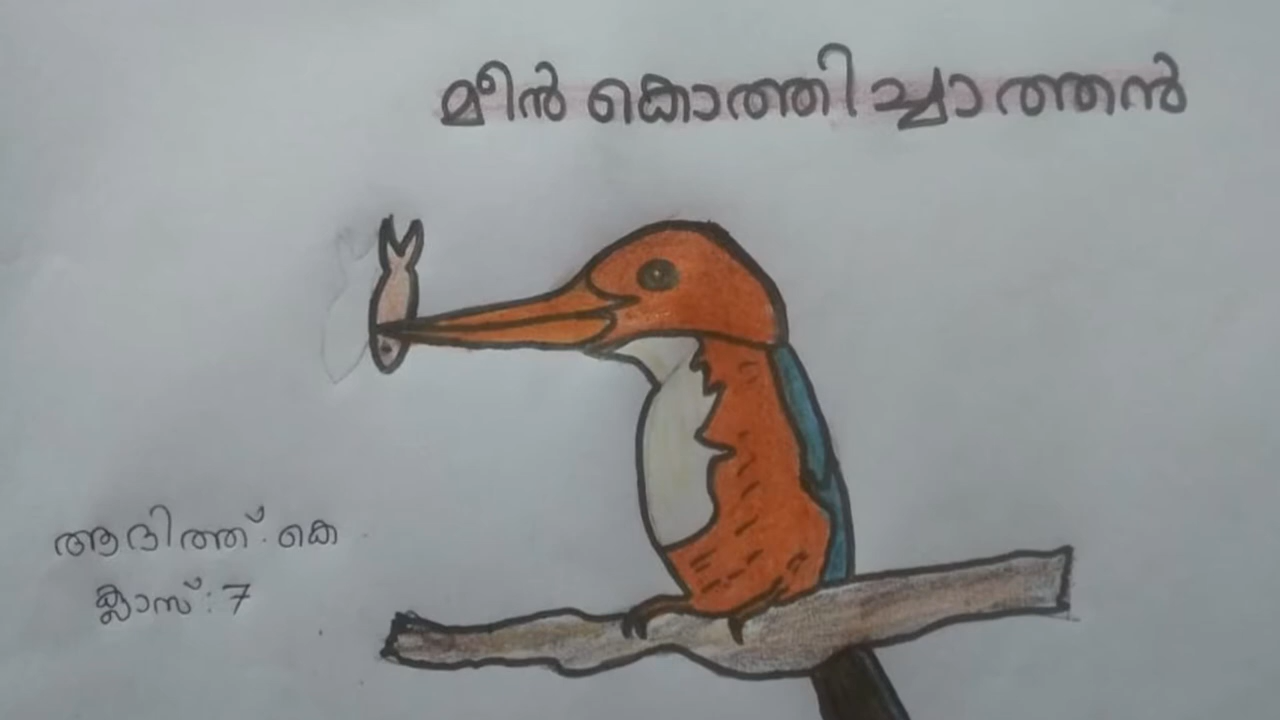 മീൻ കൊത്തി ച്ചാത്തൻ
ആദിത്ത്. കെ
ക്ലാസ് : 7